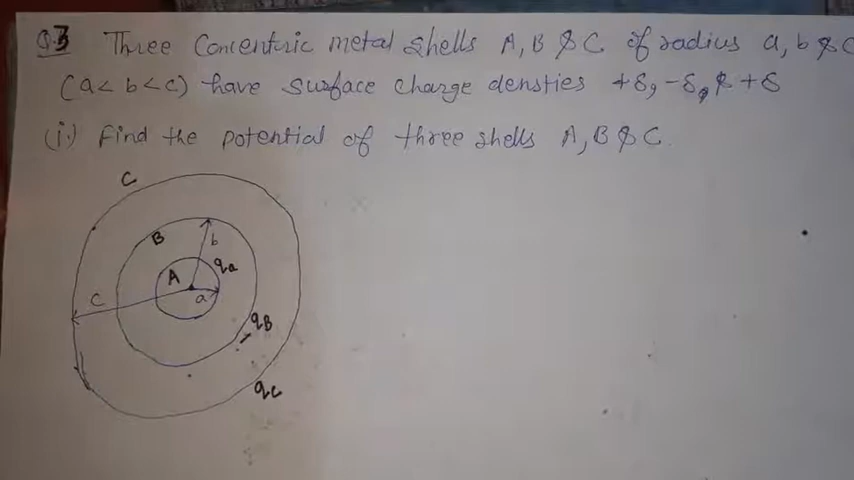 Q.3 Three Concentric metal shells A, B & C of radius a, b & C
(a < b < c) have surface charge densties +δ, -δ, & +δ
(i.) Find the potential of three shells A, B & C.
C
B
b
A
qa
a
C
qB
qc